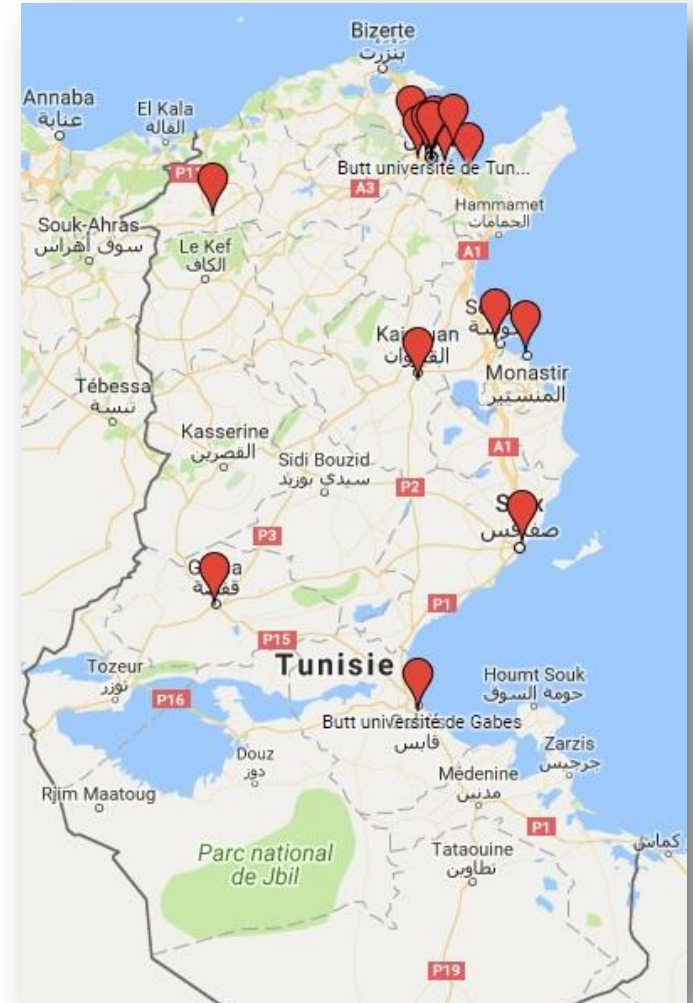 Bizerte
بنزرت
Annaba
عنابة
El Kala
القالة
Butt université de Tun...
A3
Hammamet
الحمامات
Souk-Ahras
سوق أهراس
Le Kef
الكاف
A1
Monastir
المنستير
Tébessa
تبسة
Kasserine
القصرين
Sidi Bouzid
سيدي بوزيد
A1
P2
P3
P1
P15
Tozeur
توزر
Tunisie
P16
Houmt Souk
حومة السوق
Butt université de Gabes
قابس
Douz
دوز
Zarzis
جرجيس
Rjim Maatoug
Médenine
مدنين
P1
Parc national
de Jbil
Tataouine
تطاوين
كماش
P19